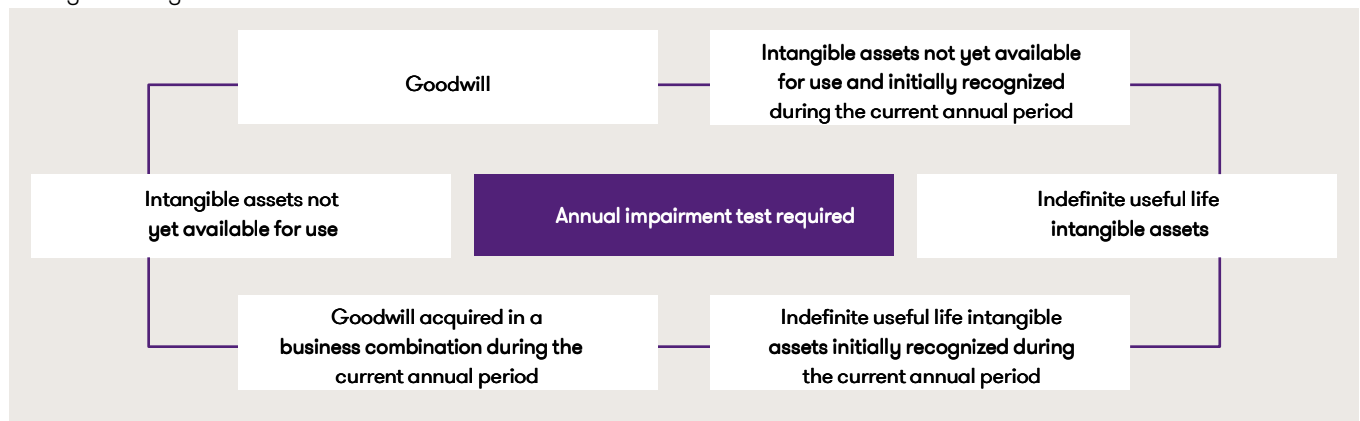 Goodwill
Intangible assets not yet available
for use and initially recognized
during the current annual period
Intangible assets not
yet available for use
Annual impairment test required
Indefinite useful life
intangible assets
Goodwill acquired in a
business combination during the
current annual period
Indefinite useful life intangible
assets initially recognized during
the current annual period